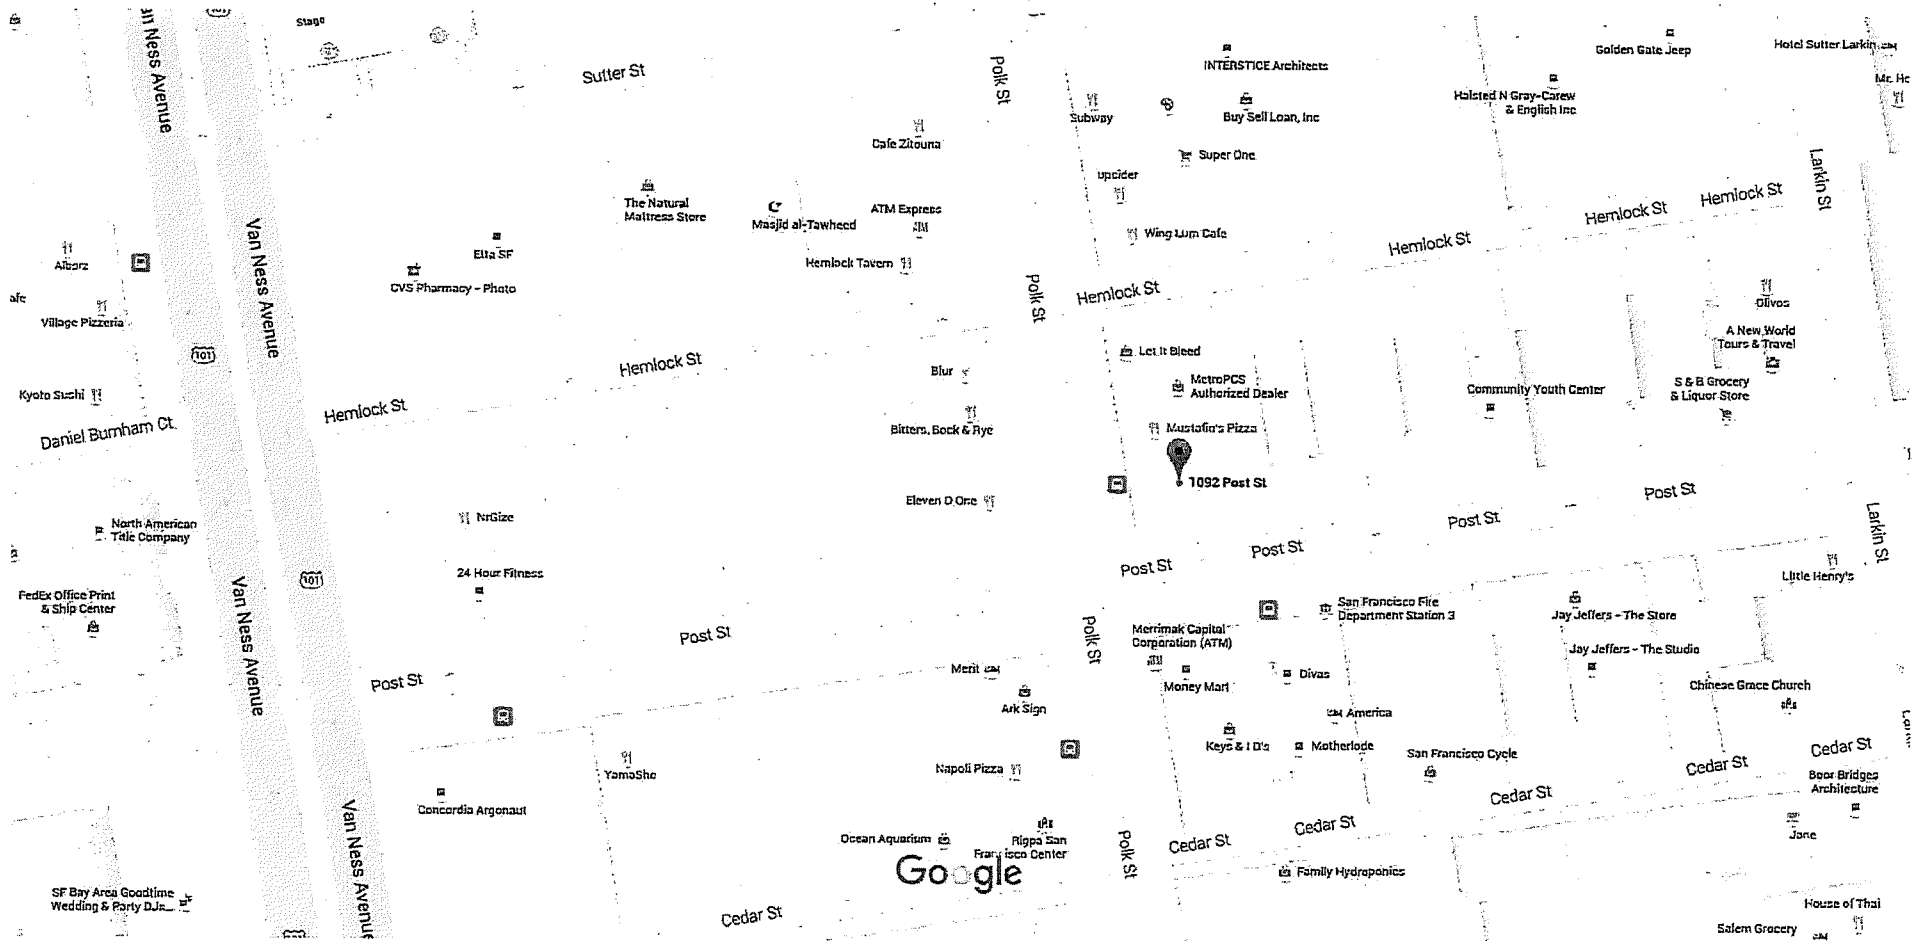 Stage
Sutter St
Polk St
INTERSTICE Architects
Golden Gate Jeep
Hotel Sutter Larkin
Ness Avenue
Subway
Buy Sell Loan, Inc
Halsted N Gray-Carew
& English Inc
Cafe Zitouna
Super One
upcider
Larkin St
The Natural
Mattress Store
Masjid al-Tawheed
ATM Express
Hemlock St
Hemlock St
Wing Lum Cafe
Hemlock St
Van Ness Avenue
Elta SF
Hemlock Tavern
Alborz
CVS Pharmacy - Photo
Polk St
Hemlock St
afe
Village Pizzeria
Olivos
101
A New World
Tours & Travel
Let It Bleed
Hemlock St
Blur
MetroPCS
Authorized Dealer
Community Youth Center
S & B Grocery
& Liquor Store
Kyoto Sushi
Hemlock St
Daniel Burnham Ct.
Bitters, Bock & Rye
Mustafio's Pizza
1092 Post St
Post St
Eleven O One
NrGize
Post St
North American
Title Company
Larkin St
Post St
Post St
24 Hour Fitness
101
Little Henry's
FedEx Office Print
& Ship Center
Van Ness Avenue
San Francisco Fire
Department Station 3
Jay Jeffers - The Store
Post St
Polk St
Merrimak Capital
Corporation (ATM)
Jay Jeffers - The Studio
Merit
Divas
Money Mart
Post St
Chinese Grace Church
Ark Sign
America
Keys & I D's
Motherlode
San Francisco Cycle
Cedar St
Cedar St
Napoli Pizza
YamaSho
Boor Bridges
Architecture
Cedar St
Concordia Argonaut
Van Ness Avenue
Cedar St
Jane
Ocean Aquarium
Rigpa San
Francisco Center
Polk St
Cedar St
Google
Family Hydroponics
SF Bay Area Goodtime
Wedding & Party DJs
Cedar St
House of Thai
Salem Grocery